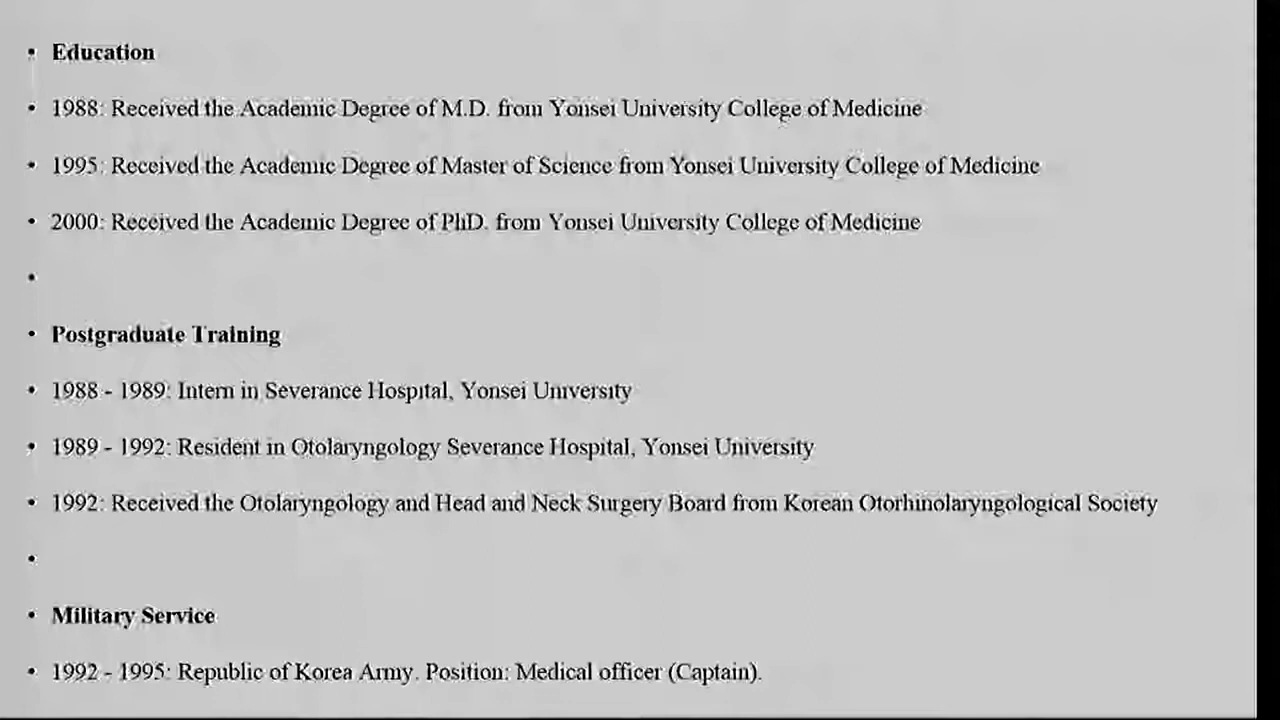 • Education
• 1988: Received the Academic Degree of M.D. from Yonsei University College of Medicine
• 1995: Received the Academic Degree of Master of Science from Yonsei University College of Medicine
• 2000: Received the Academic Degree of PhD. from Yonsei University College of Medicine
•
• Postgraduate Training
• 1988 - 1989: Intern in Severance Hospital, Yonsei University
• 1989 - 1992: Resident in Otolaryngology Severance Hospital, Yonsei University
• 1992: Received the Otolaryngology and Head and Neck Surgery Board from Korean Otorhinolaryngological Society
•
• Military Service
• 1992 - 1995: Republic of Korea Army. Position: Medical officer (Captain).